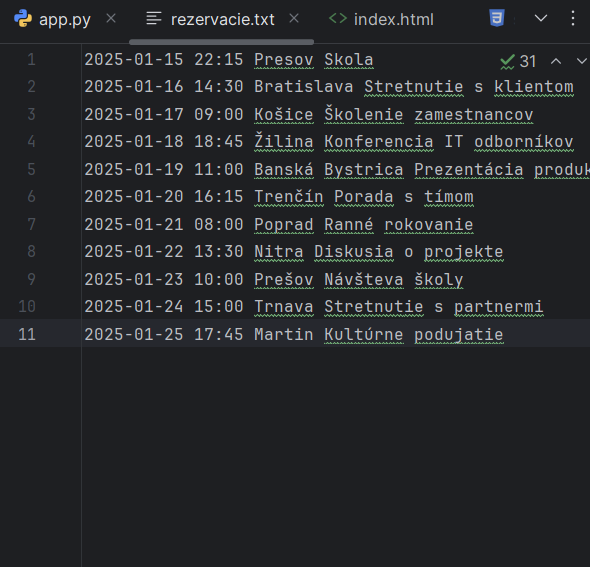 app.py rezervacie.txt index.html
31
1 2025-01-15 22:15 Presov Skola
2 2025-01-16 14:30 Bratislava Stretnutie s klientom
3 2025-01-17 09:00 Košice Školenie zamestnancov
4 2025-01-18 18:45 Žilina Konferencia IT odborníkov
5 2025-01-19 11:00 Banská Bystrica Prezentácia produk
6 2025-01-20 16:15 Trenčín Porada s tímom
7 2025-01-21 08:00 Poprad Ranné rokovanie
8 2025-01-22 13:30 Nitra Diskusia o projekte
9 2025-01-23 10:00 Prešov Návšteva školy
10 2025-01-24 15:00 Trnava Stretnutie s partnermi
11 2025-01-25 17:45 Martin Kultúrne podujatie